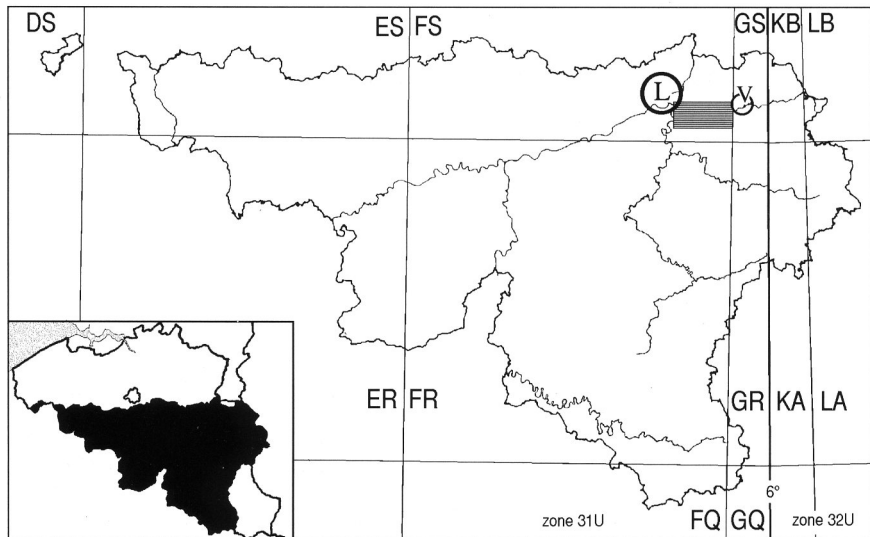 DS ES FS GS KB LB
L V
ER FR GR KA LA
6°
zone 31U FQ GQ zone 32U